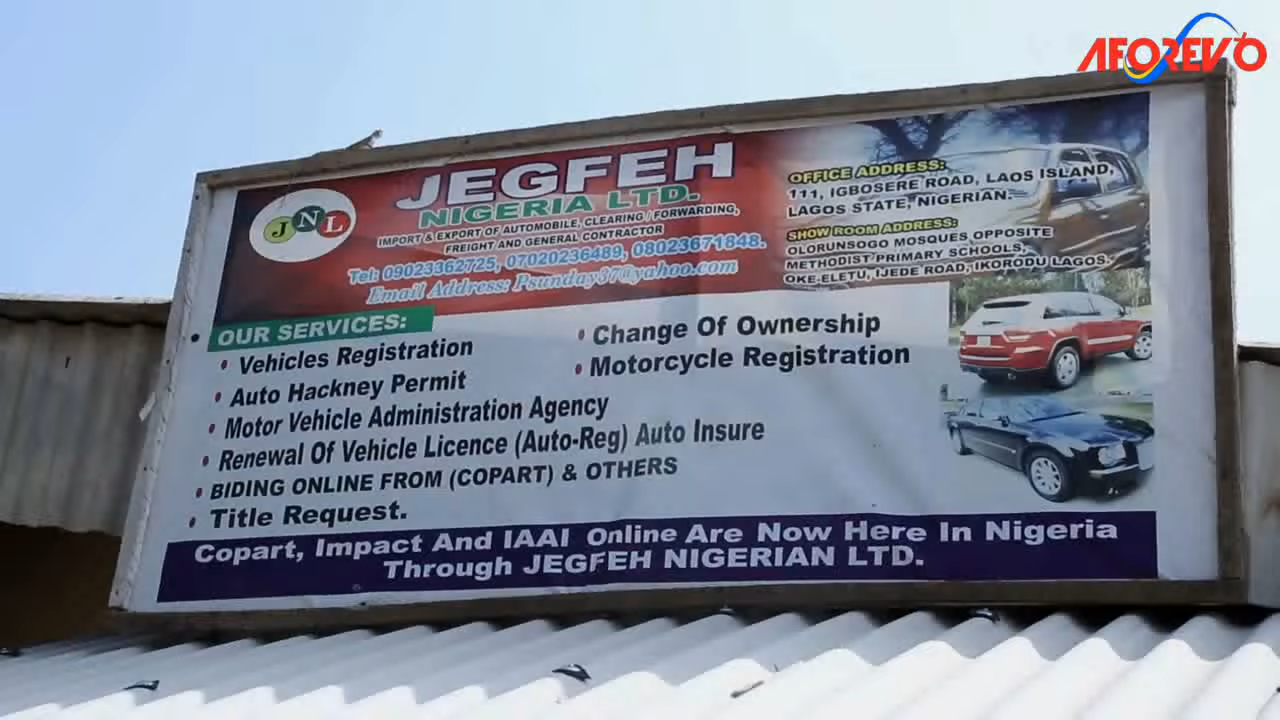 AFOREVO
JNL
JEGFEH
NIGERIA LTD.
IMPORT & EXPORT OF AUTOMOBILE, CLEARING / FORWARDING,
FREIGHT AND GENERAL CONTRACTOR
Tel: 09023362725, 07020236489, 08023671848.
Email Address: Psunday37@yahoo.com
OFFICE ADDRESS:
111, IGBOSERE ROAD, LAOS ISLAND,
LAGOS STATE, NIGERIAN.
SHOW ROOM ADDRESS:
OLORUNSOGO MOSQUES OPPOSITE
METHODIST PRIMARY SCHOOLS,
OKE-ELETU, IJEDE ROAD, IKORODU LAGOS.
OUR SERVICES:
• Vehicles Registration
• Auto Hackney Permit
• Motor Vehicle Administration Agency
• Renewal Of Vehicle Licence (Auto-Reg) Auto Insure
• BIDING ONLINE FROM (COPART) & OTHERS
• Title Request.
• Change Of Ownership
• Motorcycle Registration
Copart, Impact And IAAI Online Are Now Here In Nigeria
Through JEGFEH NIGERIAN LTD.